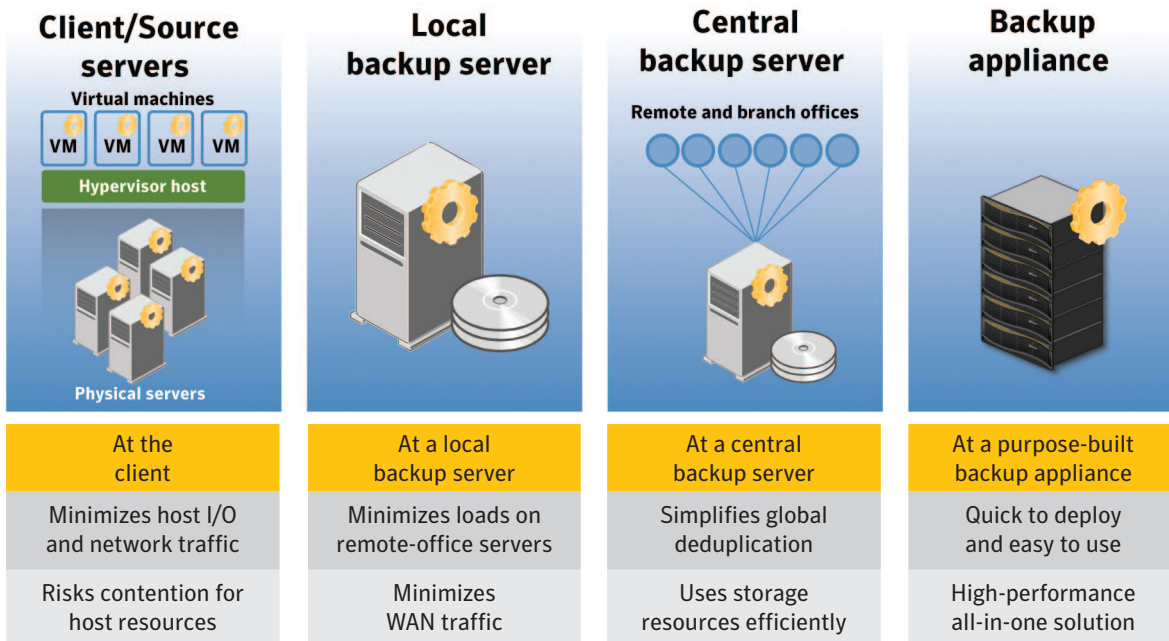 Client/Source
servers
Virtual machines
VM VM VM VM
Hypervisor host
Physical servers
At the
client
Minimizes host I/O
and network traffic
Risks contention for
host resources
Local
backup server
At a local
backup server
Minimizes loads on
remote-office servers
Minimizes
WAN traffic
Central
backup server
Remote and branch offices
At a central
backup server
Simplifies global
deduplication
Uses storage
resources efficiently
Backup
appliance
At a purpose-built
backup appliance
Quick to deploy
and easy to use
High-performance
all-in-one solution